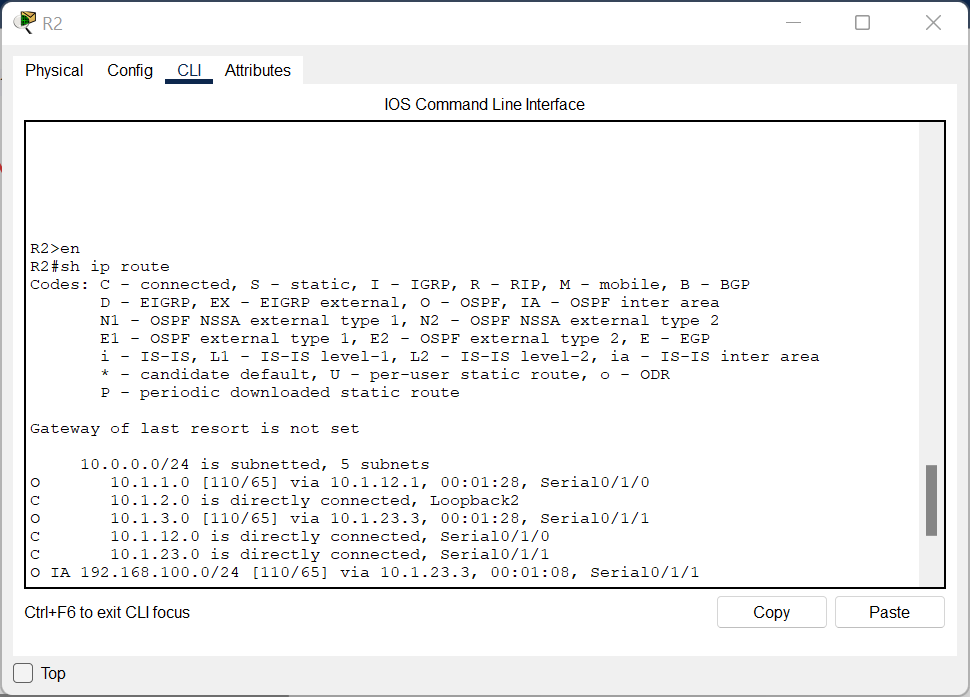 R2
Physical Config CLI Attributes
IOS Command Line Interface
R2>en
R2#sh ip route
Codes: C - connected, S - static, I - IGRP, R - RIP, M - mobile, B - BGP
       D - EIGRP, EX - EIGRP external, O - OSPF, IA - OSPF inter area
       N1 - OSPF NSSA external type 1, N2 - OSPF NSSA external type 2
       E1 - OSPF external type 1, E2 - OSPF external type 2, E - EGP
       i - IS-IS, L1 - IS-IS level-1, L2 - IS-IS level-2, ia - IS-IS inter area
       * - candidate default, U - per-user static route, o - ODR
       P - periodic downloaded static route
Gateway of last resort is not set
     10.0.0.0/24 is subnetted, 5 subnets
O       10.1.1.0 [110/65] via 10.1.12.1, 00:01:28, Serial0/1/0
C       10.1.2.0 is directly connected, Loopback2
O       10.1.3.0 [110/65] via 10.1.23.3, 00:01:28, Serial0/1/1
C       10.1.12.0 is directly connected, Serial0/1/0
C       10.1.23.0 is directly connected, Serial0/1/1
O IA 192.168.100.0/24 [110/65] via 10.1.23.3, 00:01:08, Serial0/1/1
Ctrl+F6 to exit CLI focus
Copy Paste
Top